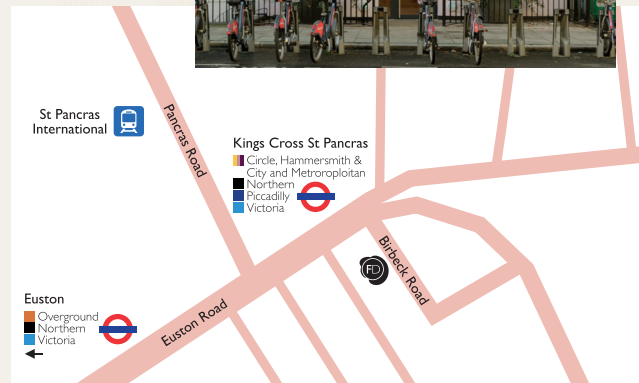 St Pancras
International
Pancras Road
Kings Cross St Pancras
Circle, Hammersmith &
City and Metroroploitan
Northern
Piccadilly
Victoria
Birbeck Road
FD
Euston Road
Euston
Overground
Northern
Victoria